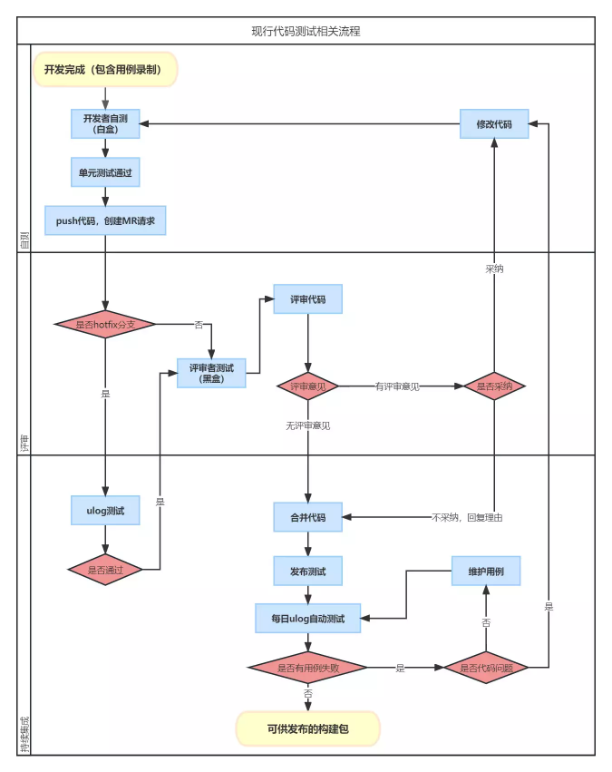 现行代码测试相关流程
开发完成（包含用例录制）
开发者自测
（白盒）
修改代码
单元测试通过
push代码，创建MR请求
自测
采纳
评审代码
是否hotfix分支
否
评审者测试
（黑盒）
评审意见
有评审意见
是否采纳
是
无评审意见
评审
是
ulog测试
合并代码
不采纳，回复理由
是否通过
发布测试
维护用例
每日ulog自动测试
是
否
是否有用例失败
是
是否代码问题
否
可供发布的构建包
持续集成